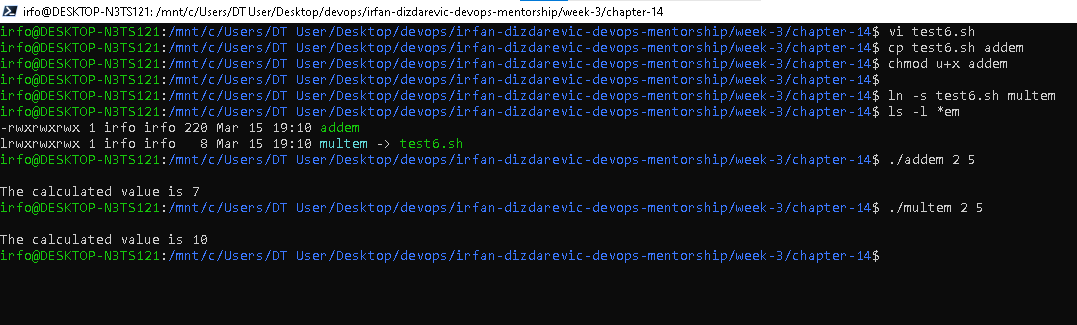 irfo@DESKTOP-N3TS121: /mnt/c/Users/DT User/Desktop/devops/irfan-dizdarevic-devops-mentorship/week-3/chapter-14
irfo@DESKTOP-N3TS121:/mnt/c/Users/DT User/Desktop/devops/irfan-dizdarevic-devops-mentorship/week-3/chapter-14$ vi test6.sh
irfo@DESKTOP-N3TS121:/mnt/c/Users/DT User/Desktop/devops/irfan-dizdarevic-devops-mentorship/week-3/chapter-14$ cp test6.sh addem
irfo@DESKTOP-N3TS121:/mnt/c/Users/DT User/Desktop/devops/irfan-dizdarevic-devops-mentorship/week-3/chapter-14$ chmod u+x addem
irfo@DESKTOP-N3TS121:/mnt/c/Users/DT User/Desktop/devops/irfan-dizdarevic-devops-mentorship/week-3/chapter-14$
irfo@DESKTOP-N3TS121:/mnt/c/Users/DT User/Desktop/devops/irfan-dizdarevic-devops-mentorship/week-3/chapter-14$ ln -s test6.sh multem
irfo@DESKTOP-N3TS121:/mnt/c/Users/DT User/Desktop/devops/irfan-dizdarevic-devops-mentorship/week-3/chapter-14$ ls -l *em
-rwxrwxrwx 1 irfo irfo 220 Mar 15 19:10 addem
lrwxrwxrwx 1 irfo irfo   8 Mar 15 19:10 multem -> test6.sh
irfo@DESKTOP-N3TS121:/mnt/c/Users/DT User/Desktop/devops/irfan-dizdarevic-devops-mentorship/week-3/chapter-14$ ./addem 2 5
The calculated value is 7
irfo@DESKTOP-N3TS121:/mnt/c/Users/DT User/Desktop/devops/irfan-dizdarevic-devops-mentorship/week-3/chapter-14$ ./multem 2 5
The calculated value is 10
irfo@DESKTOP-N3TS121:/mnt/c/Users/DT User/Desktop/devops/irfan-dizdarevic-devops-mentorship/week-3/chapter-14$